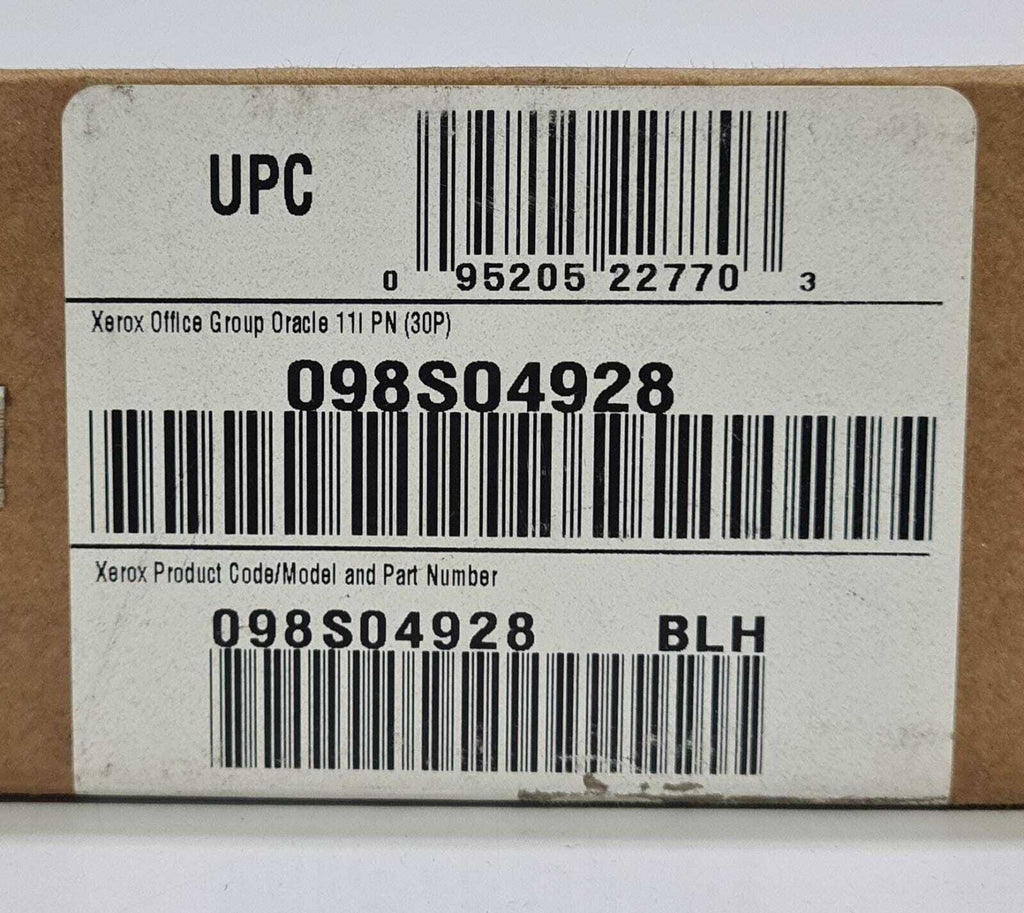 UPC
0 95205 22770 3
Xerox Office Group Oracle 11I PN (30P)
098S04928
Xerox Product Code/Model and Part Number
098S04928 BLH